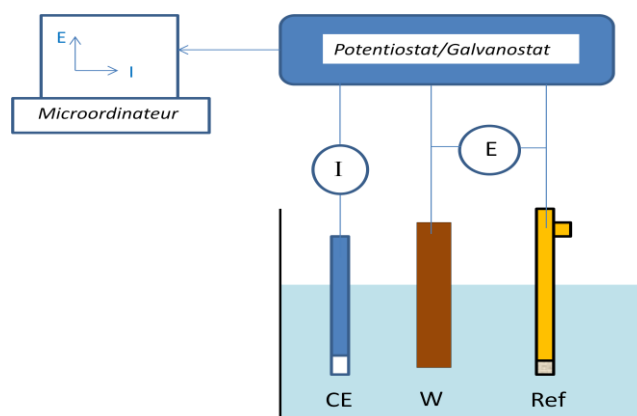 E
I
Microordinateur
Potentiostat/Galvanostat
I
E
CE
W
Ref